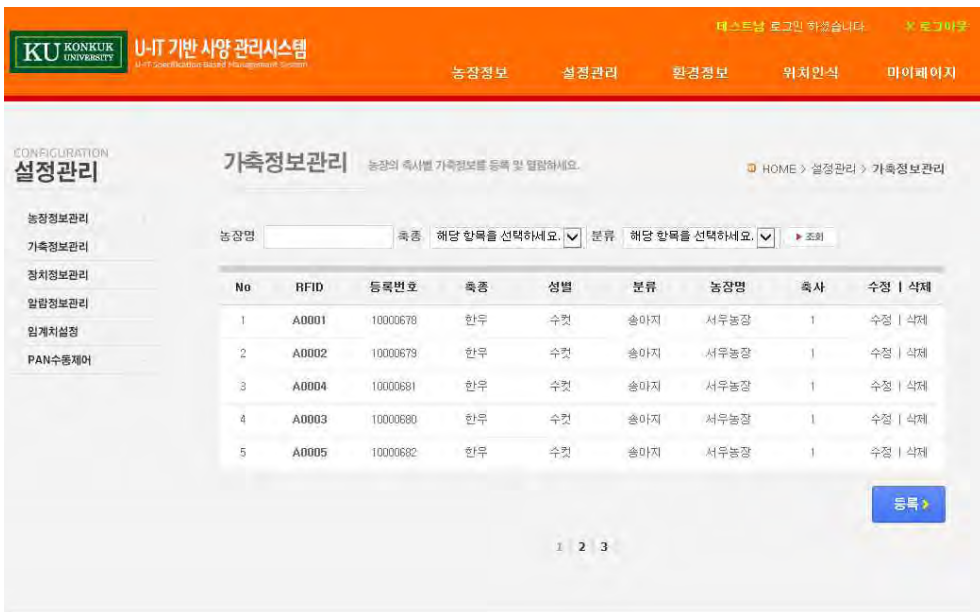 테스트님 로그인 하셨습니다. X 로그아웃
KU KONKUK UNIVERSITY
U-IT 기반 사양 관리시스템
U-IT Specification Based Management System
농장정보 설정관리 환경정보 위치인식 마이페이지
CONFIGURATION
설정관리
농장정보관리
가축정보관리
장치정보관리
알람정보관리
임계치설정
PAN수동제어
가축정보관리 농장의 축사별 가축정보를 등록 및 열람하세요.
HOME > 설정관리 > 가축정보관리
농장명 축종 해당 항목을 선택하세요. 분류 해당 항목을 선택하세요. 조회
No RFID 등록번호 축종 성별 분류 농장명 축사 수정 | 삭제
1 A0001 10000678 한우 수컷 송아지 서우농장 1 수정 | 삭제
2 A0002 10000679 한우 수컷 송아지 서우농장 1 수정 | 삭제
3 A0004 10000681 한우 수컷 송아지 서우농장 1 수정 | 삭제
4 A0003 10000680 한우 수컷 송아지 서우농장 1 수정 | 삭제
5 A0005 10000682 한우 수컷 송아지 서우농장 1 수정 | 삭제
등록 >
1 2 3